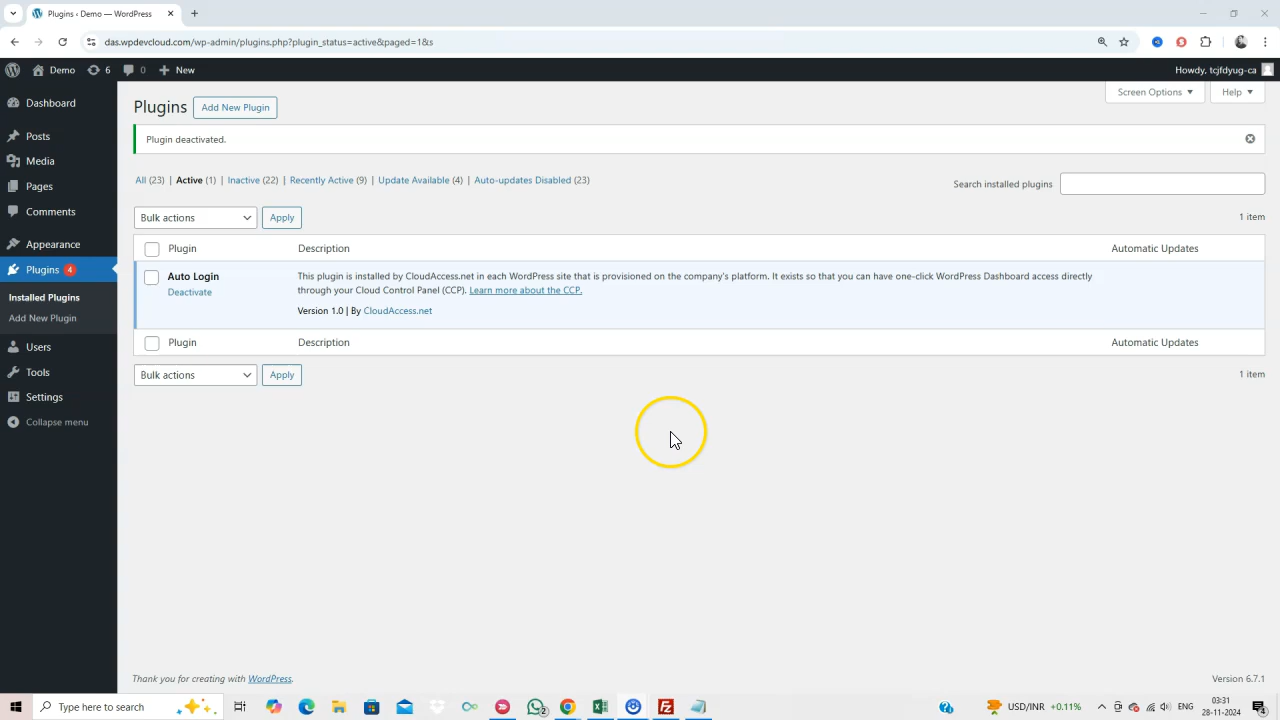 Plugins ‹ Demo — WordPress
das.wpdevcloud.com/wp-admin/plugins.php?plugin_status=active&paged=1&s
Demo 6 0 New Howdy, tcjfdyug-ca
Screen Options Help
Dashboard
Posts
Media
Pages
Comments
Appearance
Plugins 4
Installed Plugins
Add New Plugin
Users
Tools
Settings
Collapse menu
Plugins Add New Plugin
Plugin deactivated.
All (23) | Active (1) | Inactive (22) | Recently Active (9) | Update Available (4) | Auto-updates Disabled (23)
Search installed plugins
Bulk actions Apply 1 item
Plugin Description Automatic Updates
Auto Login
Deactivate
This plugin is installed by CloudAccess.net in each WordPress site that is provisioned on the company's platform. It exists so that you can have one-click WordPress Dashboard access directly
through your Cloud Control Panel (CCP). Learn more about the CCP.
Version 1.0 | By CloudAccess.net
Plugin Description Automatic Updates
Bulk actions Apply 1 item
Thank you for creating with WordPress. Version 6.7.1
Type here to search 2 USD/INR +0.11% ENG 03:31
28-11-2024 4